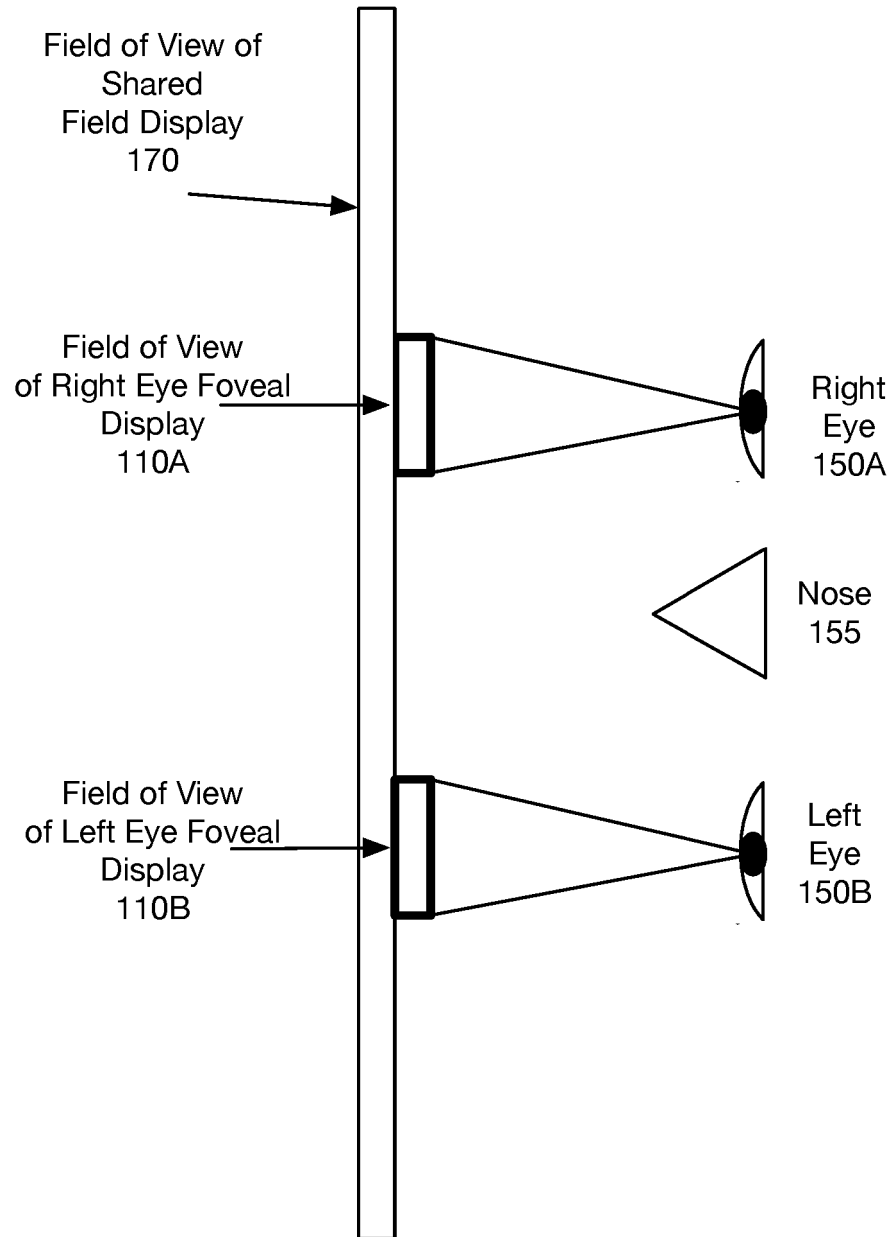 Field of View of
Shared
Field Display
170
Field of View
of Right Eye Foveal
Display
110A
Right
Eye
150A
Nose
155
Field of View
of Left Eye Foveal
Display
110B
Left
Eye
150B